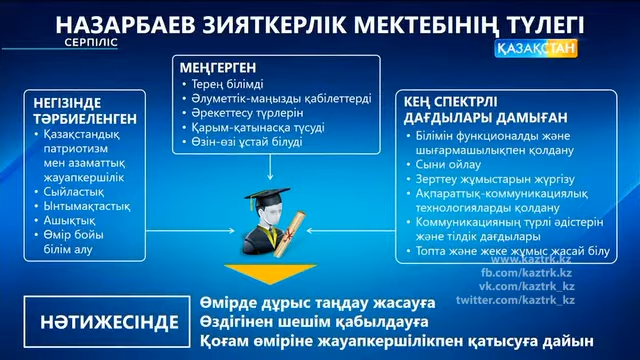 НАЗАРБАЕВ ЗИЯТКЕРЛІК МЕКТЕБІНІҢ ТҮЛЕГІ
СЕРПІЛІС
ҚАЗАҚСТАН
НЕГІЗІНДЕ
ТӘРБИЕЛЕНГЕН
• Қазақстандық
патриотизм
мен азаматтық
жауапкершілік
• Сыйластық
• Ынтымақтастық
• Ашықтық
• Өмір бойы
білім алу
МЕҢГЕРГЕН
• Терең білімді
• Әлуметтік-маңызды қабілеттерді
• Әрекеттесу түрлерін
• Қарым-қатынасқа түсуді
• Өзін-өзі ұстай білуді
КЕҢ СПЕКТРЛІ
ДАҒДЫЛАРЫ ДАМЫҒАН
• Білімін функционалды және
шығармашылықпен қолдану
• Сыни ойлау
• Зерттеу жұмыстарын жүргізу
• Ақпараттық-коммуникациялық
технологияларды қолдану
• Коммуникацияның түрлі әдістерін
және тілдік дағдылары
• Топта және жеке жұмыс жасай білу
www.kaztrk.kz
fb.com/kaztrk.kz
vk.com/kaztrk.kz
twitter.com/kaztrk_kz
НӘТИЖЕСІНДЕ
Өмірде дұрыс таңдау жасауға
Өздігінен шешім қабылдауға
Қоғам өміріне жауапкершілікпен қатысуға дайын